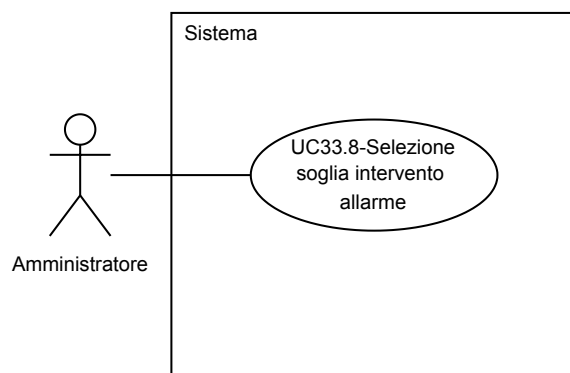 Sistema
UC33.8-Selezione
soglia intervento
allarme
Amministratore